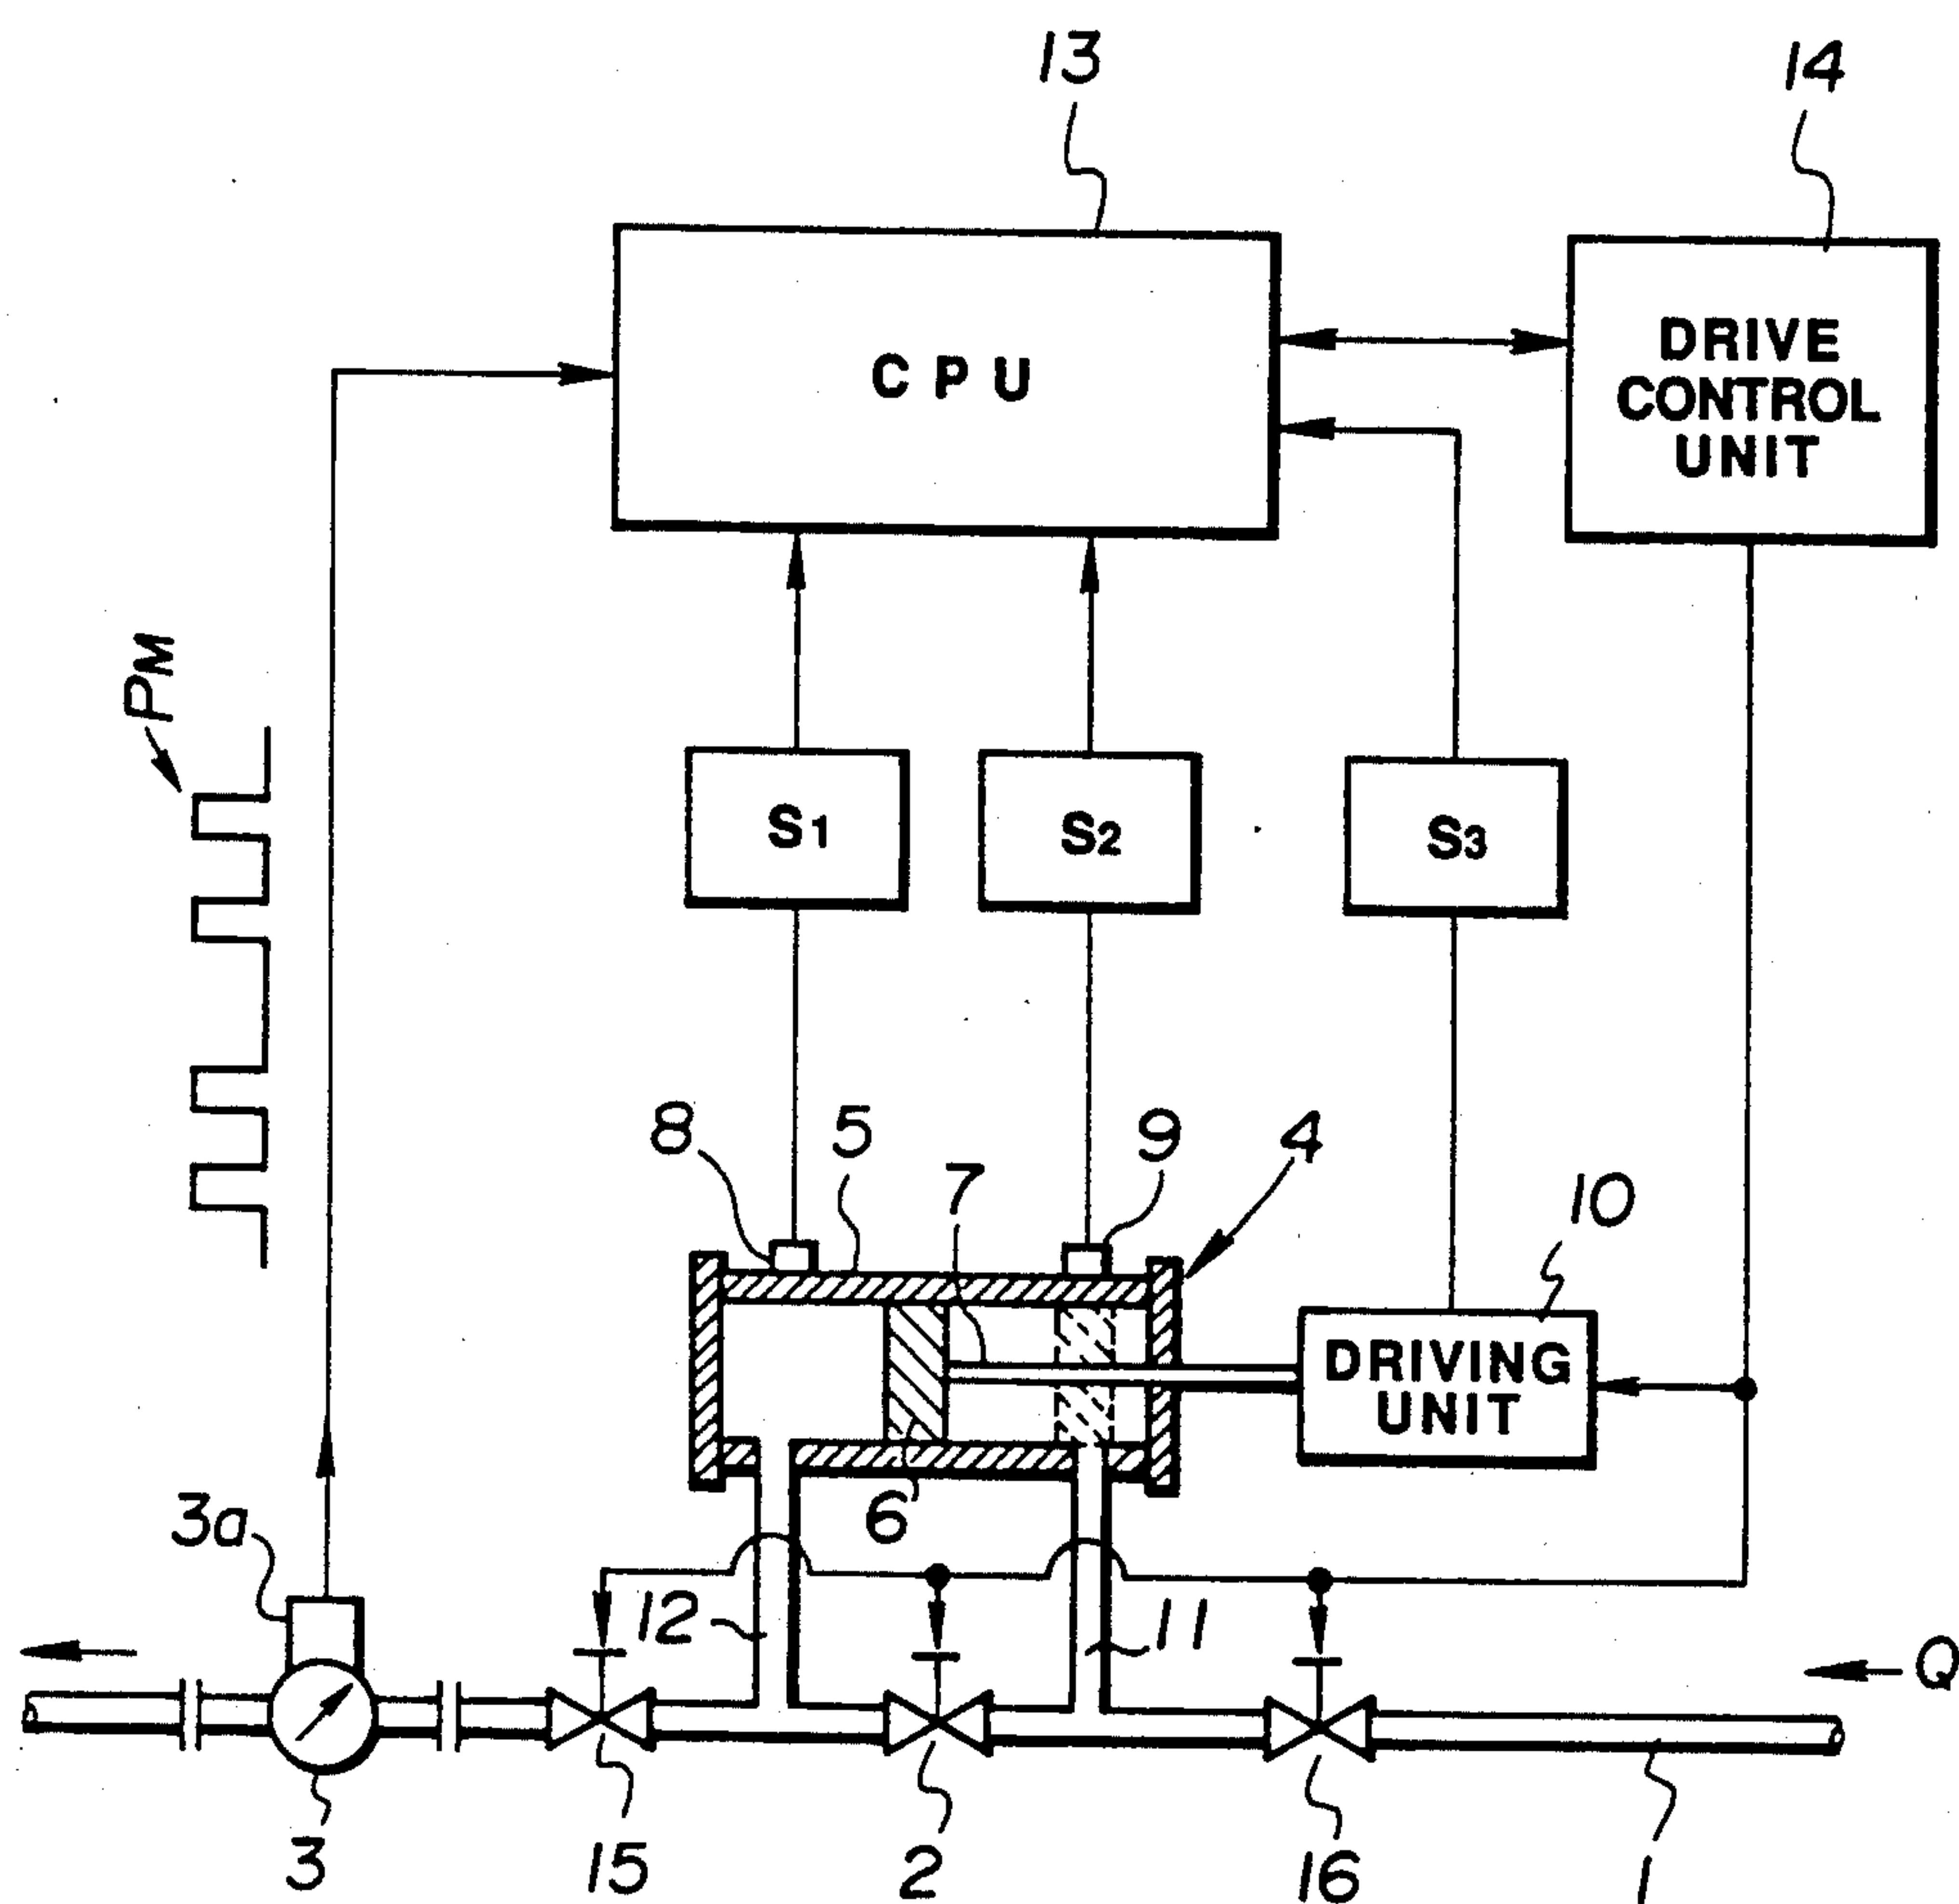 13
14
CPU
DRIVE
CONTROL
UNIT
PM
S1
S2
S3
8
5
7
9
4
10
DRIVING
UNIT
6
3a
12
11
Q
3
15
2
16
1